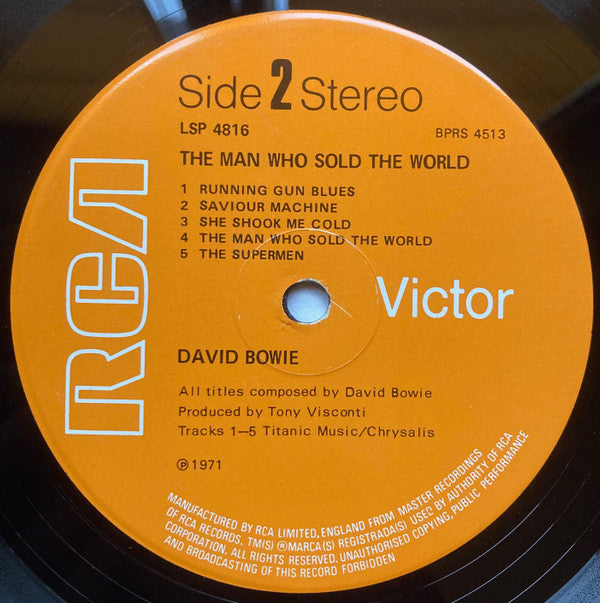 Side 2 Stereo
LSP 4816
BPRS 4513
THE MAN WHO SOLD THE WORLD
1 RUNNING GUN BLUES
2 SAVIOUR MACHINE
3 SHE SHOOK ME COLD
4 THE MAN WHO SOLD THE WORLD
5 THE SUPERMEN
RCA
Victor
DAVID BOWIE
All titles composed by David Bowie
Produced by Tony Visconti
Tracks 1—5 Titanic Music/Chrysalis
℗1971
MANUFACTURED BY RCA LIMITED, ENGLAND FROM MASTER RECORDINGS
OF RCA RECORDS. TM(S) ® MARCA(S) REGISTRADA(S) USED BY AUTHORITY OF RCA
CORPORATION. ALL RIGHTS RESERVED. UNAUTHORISED COPYING, PUBLIC PERFORMANCE
AND BROADCASTING OF THIS RECORD FORBIDDEN